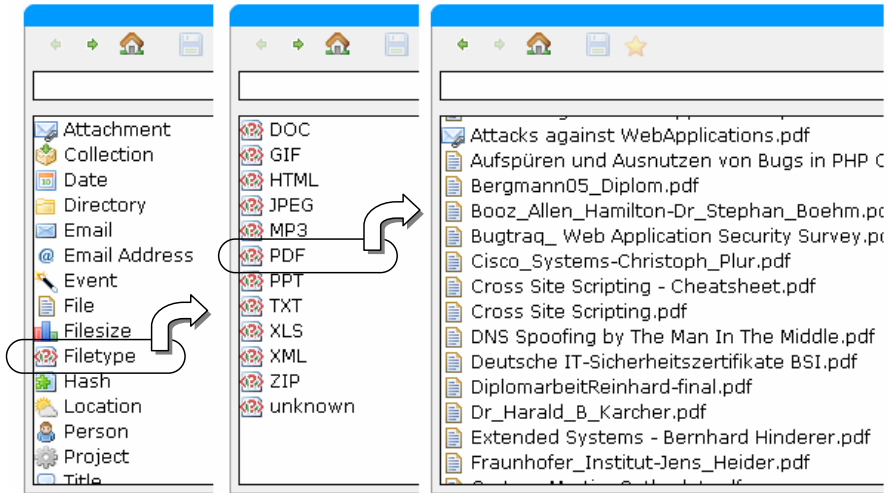 Attachment
Collection
Date
Directory
Email
Email Address
Event
File
Filesize
Filetype
Hash
Location
Person
Project
Title
DOC
GIF
HTML
JPEG
MP3
PDF
PPT
TXT
XLS
XML
ZIP
unknown
Attacks against WebApplications.pdf
Aufspüren und Ausnutzen von Bugs in PHP
Bergmann05_Diplom.pdf
Booz_Allen_Hamilton-Dr_Stephan_Boehm.pd
Bugtraq_ Web Application Security Survey.pd
Cisco_Systems-Christoph_Plur.pdf
Cross Site Scripting - Cheatsheet.pdf
Cross Site Scripting.pdf
DNS Spoofing by The Man In The Middle.pdf
Deutsche IT-Sicherheitszertifikate BSI.pdf
DiplomarbeitReinhard-final.pdf
Dr_Harald_B_Karcher.pdf
Extended Systems - Bernhard Hinderer.pdf
Fraunhofer_Institut-Jens_Heider.pdf